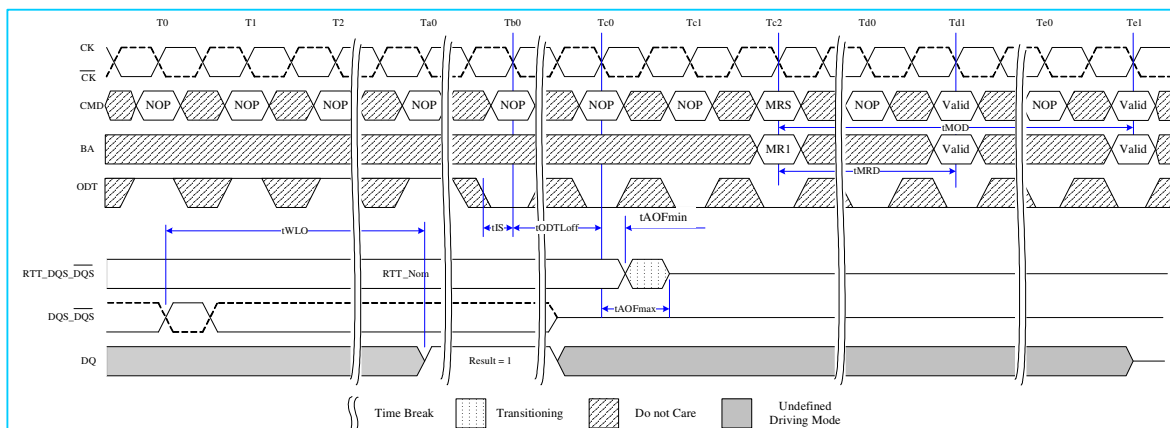 T0 T1 T2 Ta0 Tb0 Tc0 Tc1 Tc2 Td0 Td1 Te0 Te1
CK
CK
CMD NOP NOP NOP NOP NOP NOP NOP MRS NOP Valid NOP Valid
tMOD
BA MR1 Valid Valid
tMRD
ODT
tWLO tIS tODTLoff tAOFmin
RTT_DQS_DQS RTT_Nom
tAOFmax
DQS_DQS
DQ Result = 1
Time Break Transitioning Do not Care Undefined
Driving Mode